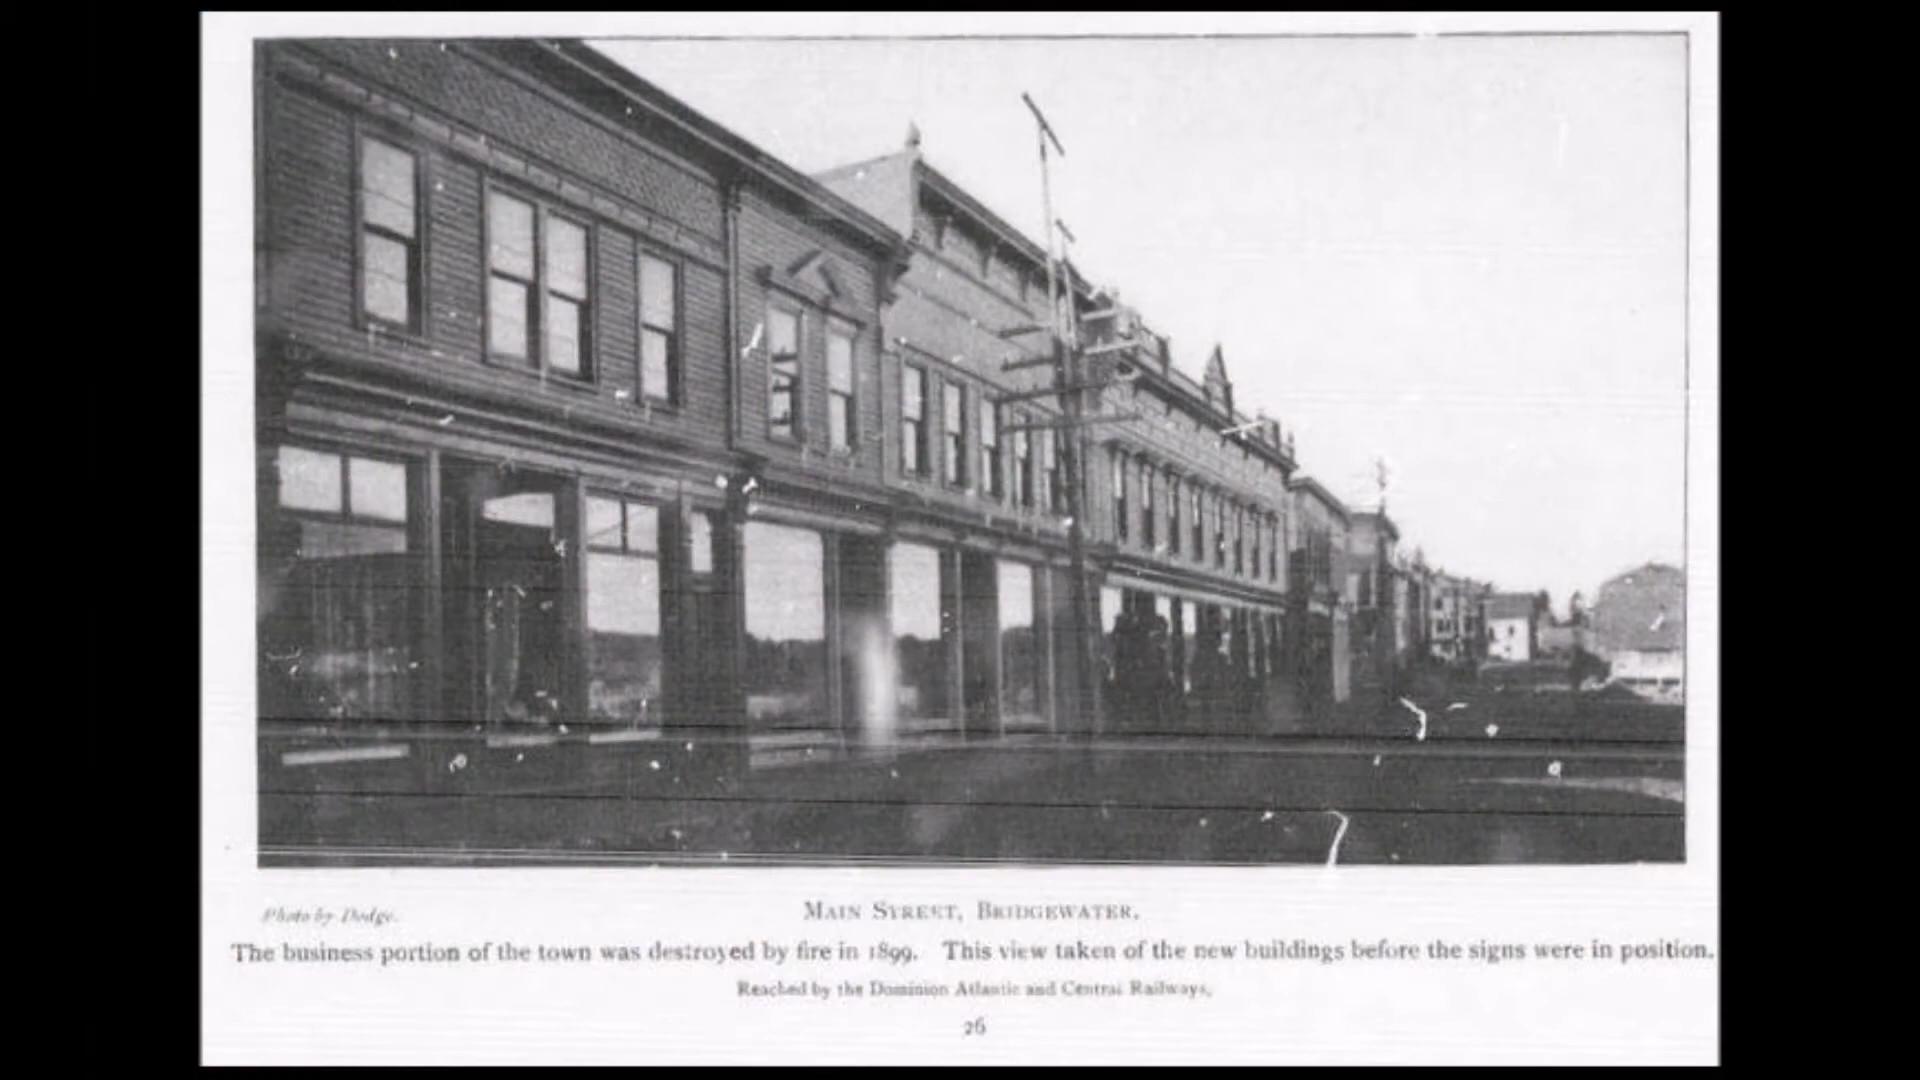 Photo by Dodge.
MAIN STREET, BRIDGEWATER.
The business portion of the town was destroyed by fire in 1899. This view taken of the new buildings before the signs were in position.
Reached by the Dominion Atlantic and Central Railways.
26